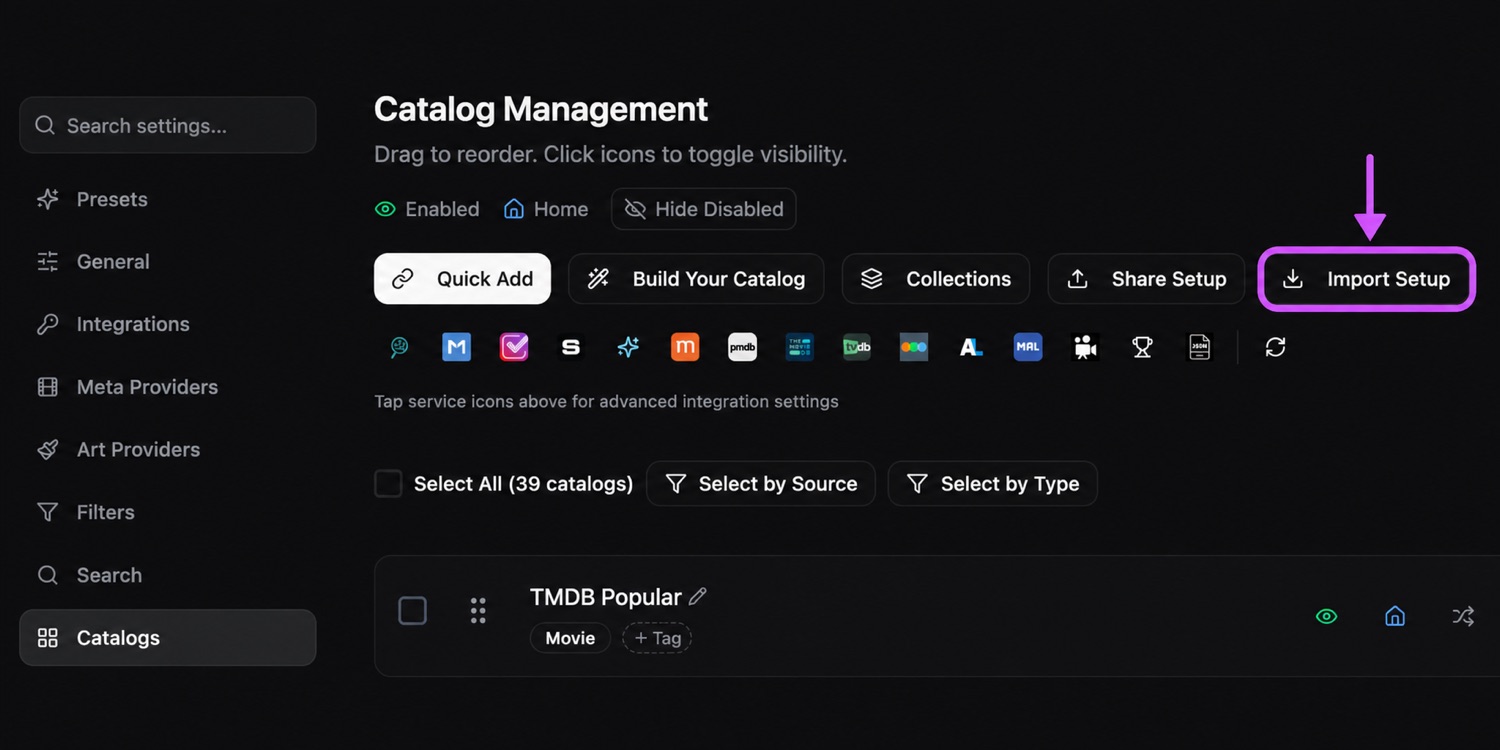 Search settings...
Presets
General
Integrations
Meta Providers
Art Providers
Filters
Search
Catalogs
Catalog Management
Drag to reorder. Click icons to toggle visibility.
Enabled Home Hide Disabled
Quick Add Build Your Catalog Collections Share Setup Import Setup
M S m pmdb THE MOVIE DB tvdb AL MAL JSON
Tap service icons above for advanced integration settings
Select All (39 catalogs) Select by Source Select by Type
TMDB Popular
Movie + Tag